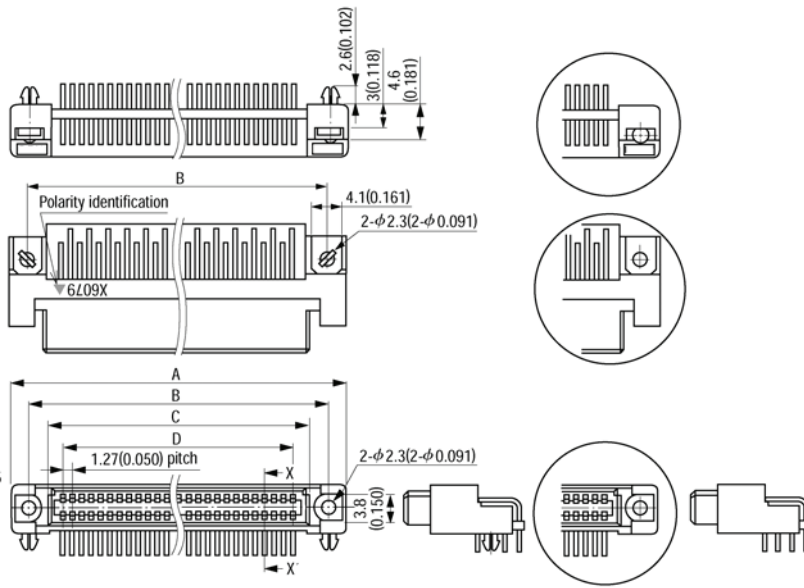 2.6(0.102)
3(0.118)
4.6
(0.181)
B
Polarity identification
4.1(0.161)
2-ϕ2.3(2-ϕ0.091)
X6079
A
B
C
D
1.27(0.050) pitch
X
2-ϕ2.3(2-ϕ0.091)
3.8
(0.150)
X'